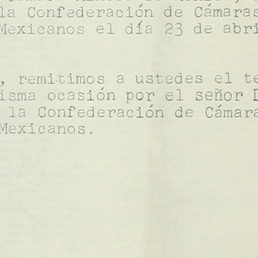 la Confederación de Cámaras
Mexicanos el día 23 de abri
, remitimos a ustedes el te
isma ocasión por el señor
la Confederación de Cámara
Mexicanos.